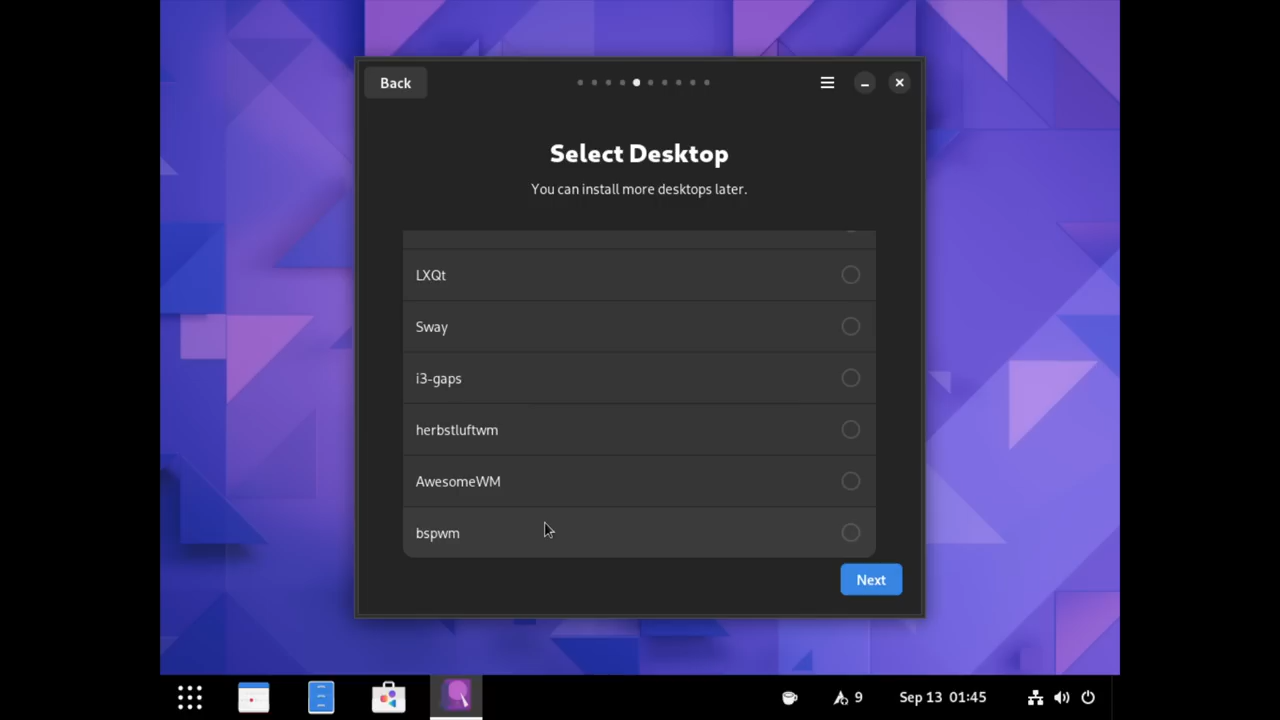 Back
Select Desktop
You can install more desktops later.
LXQt
Sway
i3-gaps
herbstluftwm
AwesomeWM
bspwm
Next
9
Sep 13 01:45